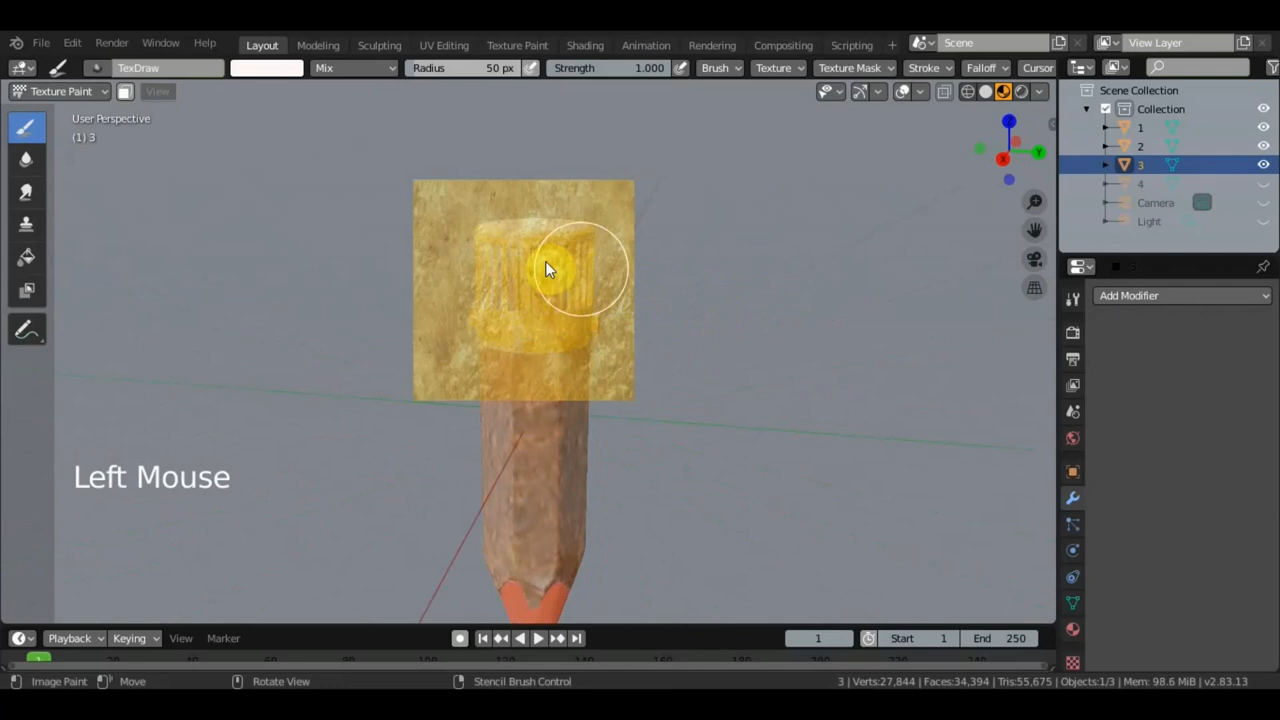 File Edit Render Window Help Layout Modeling Sculpting UV Editing Texture Paint Shading Animation Rendering Compositing Scripting + Scene View Layer
TexDraw Mix Radius 50 px Strength 1.000 Brush Texture Texture Mask Stroke Falloff Cursor
Texture Paint View
User Perspective
(1) 3
Z
Y
X
Left Mouse
Scene Collection
Collection
1
2
3
4
Camera
Light
3
Add Modifier
Playback Keying View Marker 1 Start 1 End 250
1
Image Paint Move Rotate View Stencil Brush Control 3 | Verts:27,844 | Faces:34,394 | Tris:55,675 | Objects:1/3 | Mem: 98.6 MiB | v2.83.13